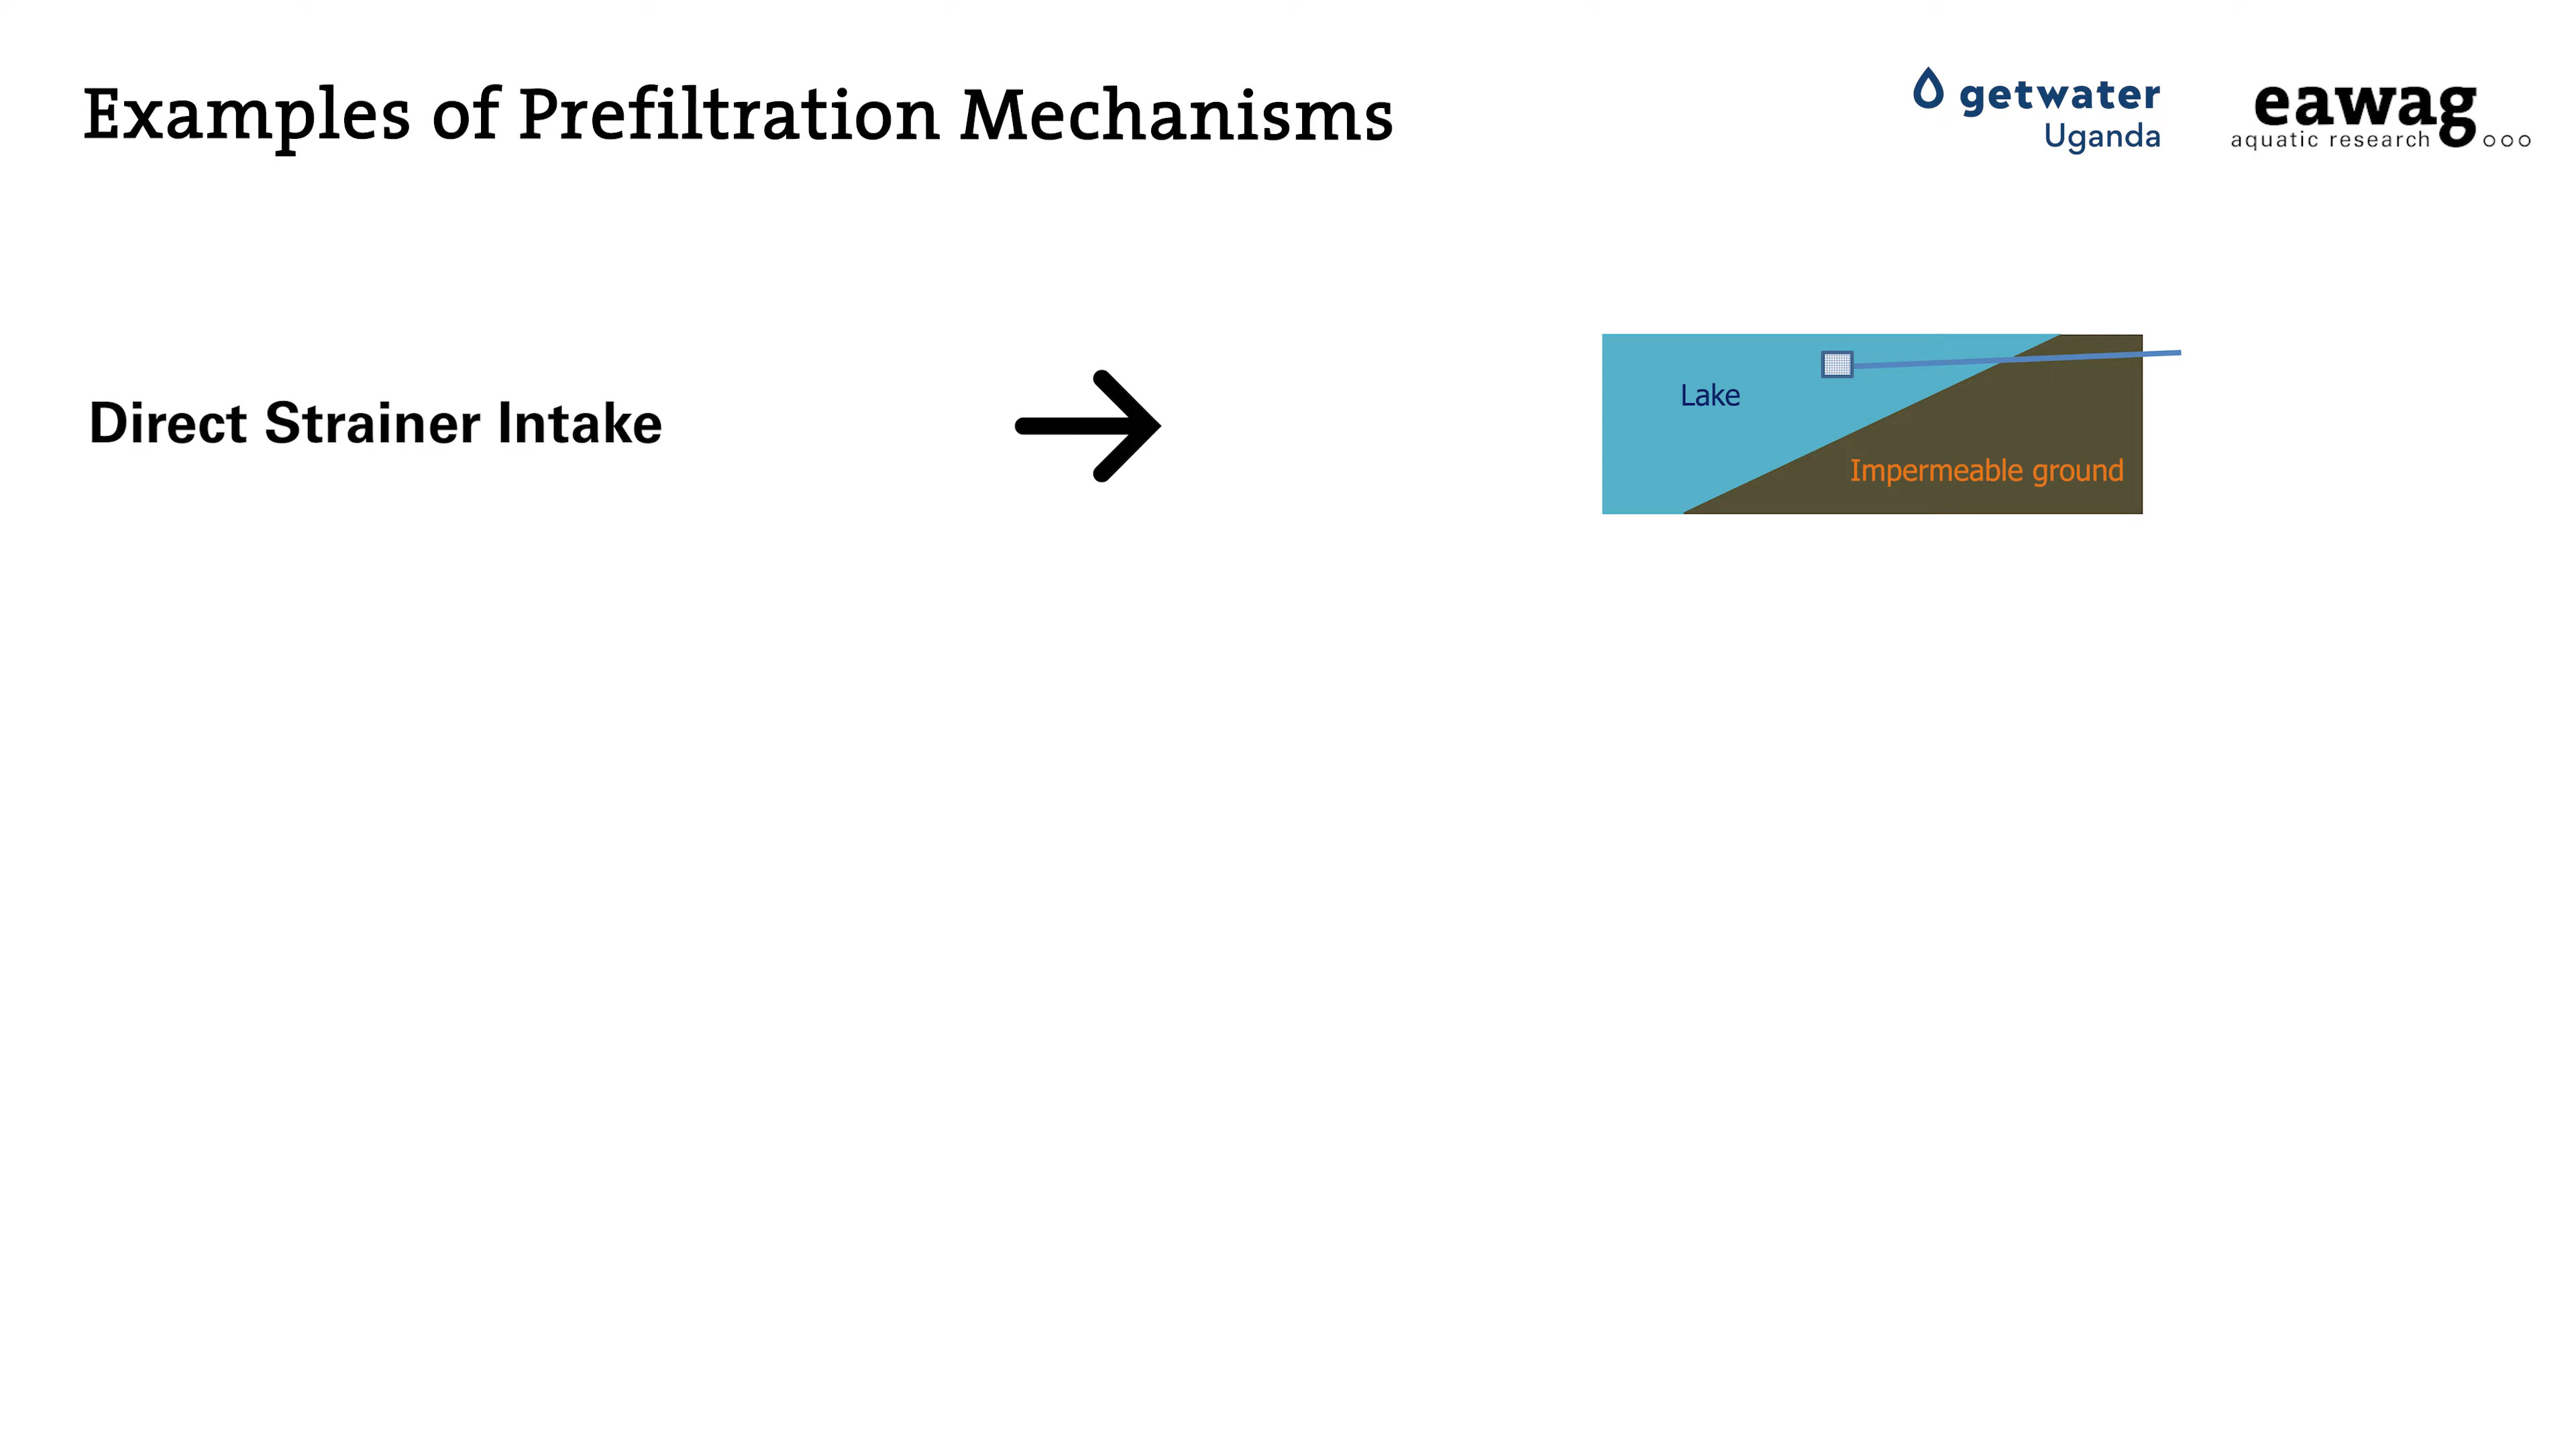 Examples of Prefiltration Mechanisms
getwater
Uganda
eawag
aquatic research
Direct Strainer Intake
Lake
Impermeable ground